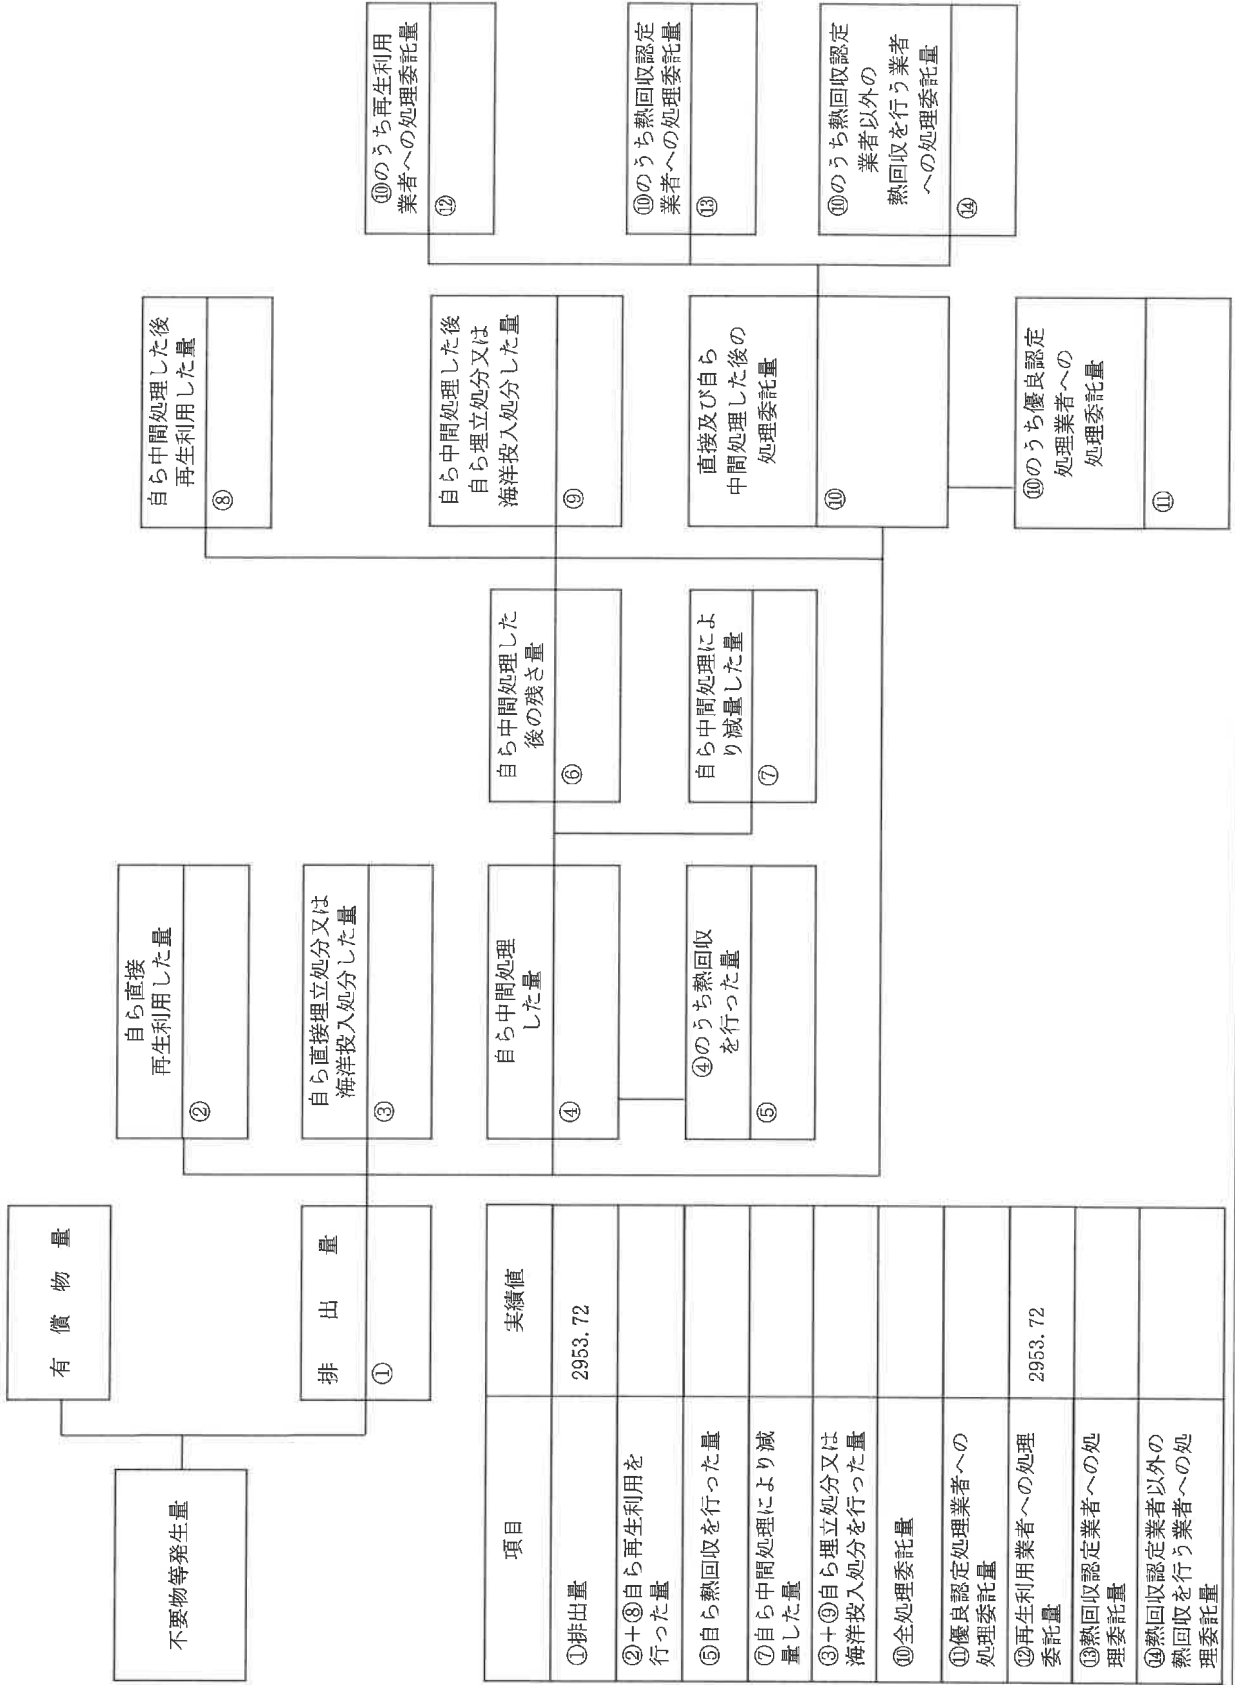 不要物等発生量
有償物量
排出量
①
自ら直接
再生利用した量
②
自ら直接埋立処分又は
海洋投入処分した量
③
自ら中間処理
した量
④
④のうち熱回収
を行った量
⑤
自ら中間処理した
後の残さ量
⑥
自ら中間処理によ
り減量した量
⑦
自ら中間処理した後
再生利用した量
⑧
自ら中間処理した後
自ら埋立処分又は
海洋投入処分した量
⑨
直接及び自ら
中間処理した後の
処理委託量
⑩
⑩のうち優良認定
処理業者への
処理委託量
⑪
⑩のうち再生利用
業者への処理委託量
⑫
⑩のうち熱回収認定
業者への処理委託量
⑬
⑩のうち熱回収認定
業者以外の
熱回収を行う業者
への処理委託量
⑭
項目 実績値
①排出量 2953.72
②+⑧自ら再生利用を
行った量
⑤自ら熱回収を行った量
⑦自ら中間処理により減
量した量
③+⑨自ら埋立処分又は
海洋投入処分を行った量
⑩全処理委託量
⑪優良認定処理業者への
処理委託量
⑫再生利用業者への処理
委託量 2953.72
⑬熱回収認定業者への処
理委託量
⑭熱回収認定業者以外の
熱回収を行う業者への処
理委託量